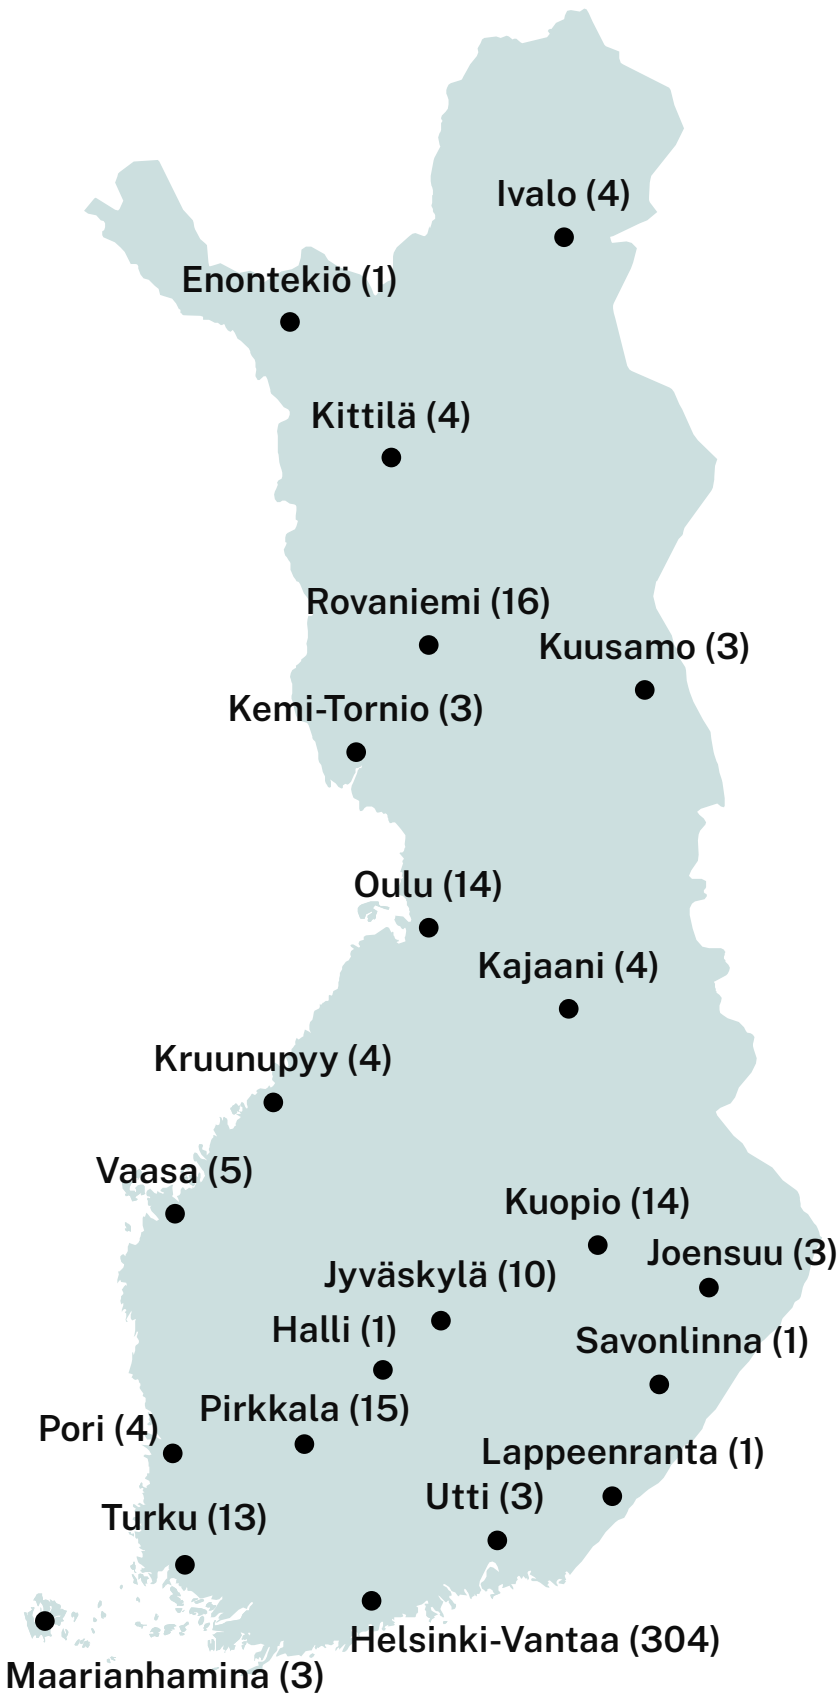 Ivalo (4)
Enontekiö (1)
Kittilä (4)
Rovaniemi (16)
Kuusamo (3)
Kemi-Tornio (3)
Oulu (14)
Kajaani (4)
Kruunupyy (4)
Vaasa (5)
Kuopio (14)
Joensuu (3)
Jyväskylä (10)
Halli (1)
Savonlinna (1)
Pirkkala (15)
Pori (4)
Lappeenranta (1)
Utti (3)
Turku (13)
Helsinki-Vantaa (304)
Maarianhamina (3)